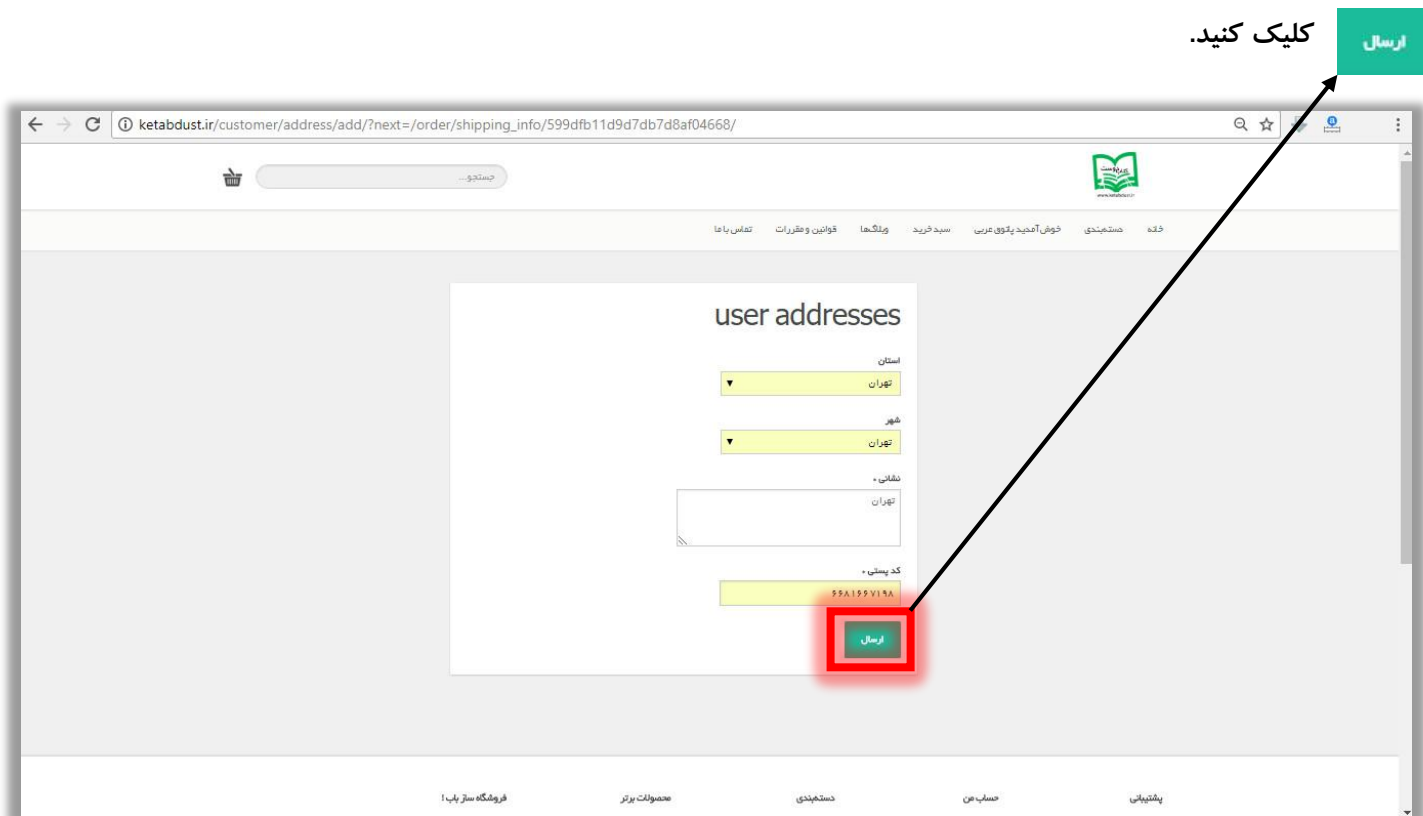 ارسال کلیک کنید.
ketabdust.ir/customer/address/add/?next=/order/shipping_info/599dfb11d9d7db7d8af04668/
جستجو...
خانه دسته‌بندی خوش آمدید پانوی عربی سبد خرید وبلاگ‌ها قوانین و مقررات تماس با ما
user addresses
استان
تهران
شهر
تهران
نشانی *
تهران
کد پستی *
۶۶۸۱۶۶۷۱۹۸
ارسال
پشتیبانی حساب من دسته‌بندی محصولات برتر فروشگاه ساز باب !